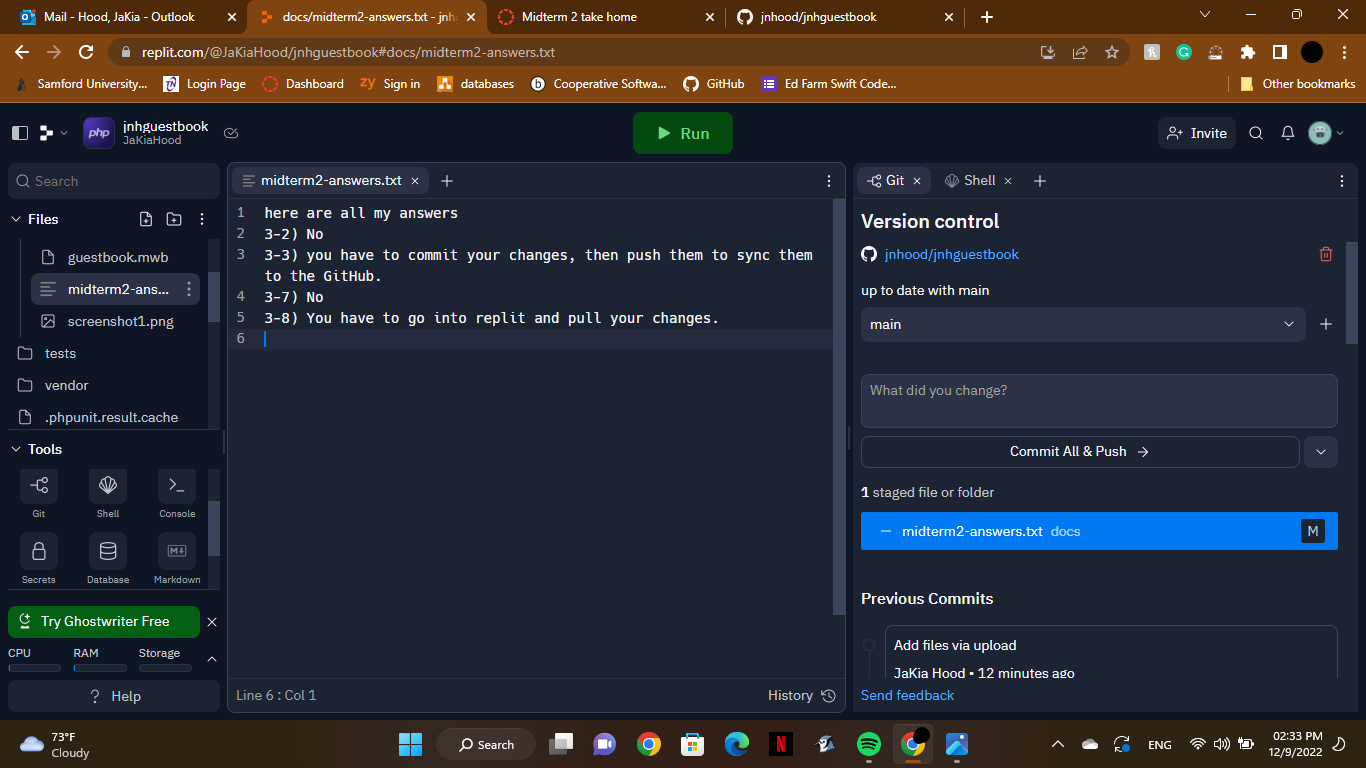 Mail - Hood, JaKia - Outlook
docs/midterm2-answers.txt - jnh
Midterm 2 take home
jnhood/jnhguestbook
replit.com/@JaKiaHood/jnhguestbook#docs/midterm2-answers.txt
Samford University...
Login Page
Dashboard
zy Sign in
databases
Cooperative Softwa...
GitHub
Ed Farm Swift Code...
Other bookmarks
php
jnhguestbook
JaKiaHood
Run
Invite
Search
Files
guestbook.mwb
midterm2-ans...
screenshot1.png
tests
vendor
.phpunit.result.cache
Tools
Git
Shell
Console
Secrets
Database
Markdown
Try Ghostwriter Free
CPU
RAM
Storage
? Help
midterm2-answers.txt
1 here are all my answers
2 3-2) No
3 3-3) you have to commit your changes, then push them to sync them
to the GitHub.
4 3-7) No
5 3-8) You have to go into replit and pull your changes.
6
Line 6 : Col 1
History
Git
Shell
Version control
jnhood/jnhguestbook
up to date with main
main
What did you change?
Commit All & Push
1 staged file or folder
midterm2-answers.txt docs
M
Previous Commits
Add files via upload
JaKia Hood • 12 minutes ago
Send feedback
73°F
Cloudy
Search
ENG
02:33 PM
12/9/2022